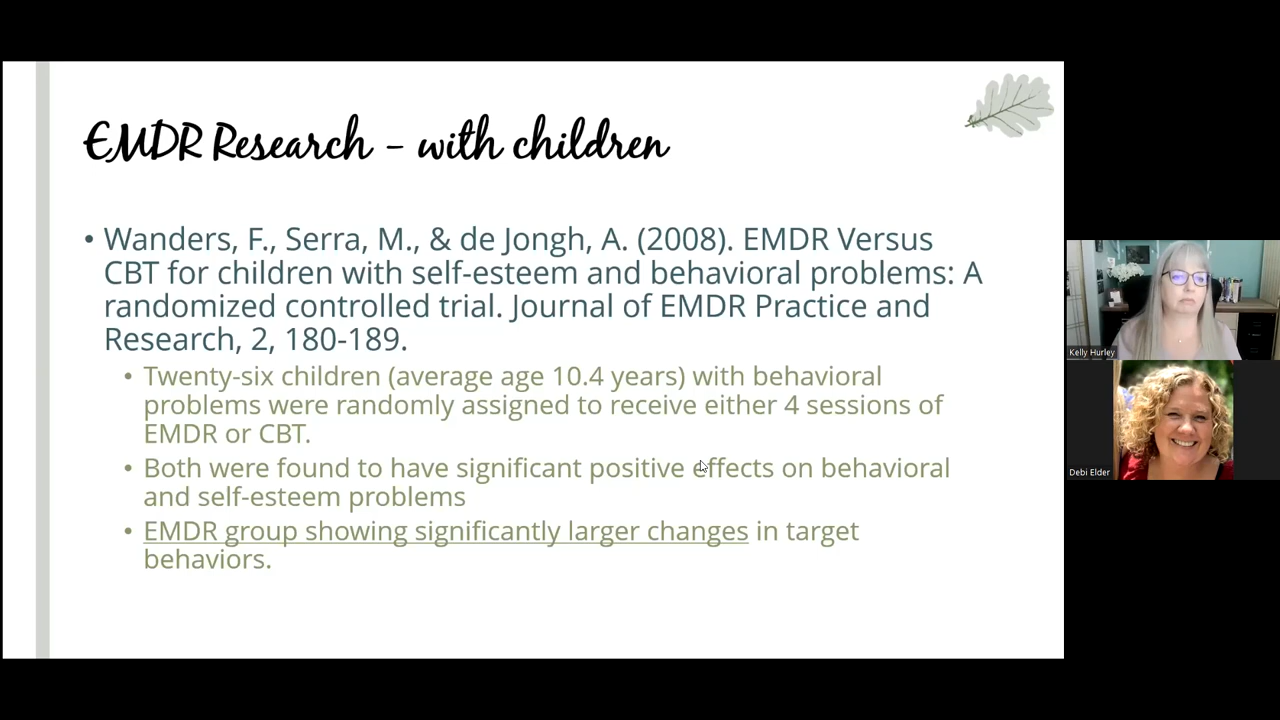 EMDR Research - with children
• Wanders, F., Serra, M., & de Jongh, A. (2008). EMDR Versus
CBT for children with self-esteem and behavioral problems: A
randomized controlled trial. Journal of EMDR Practice and
Research, 2, 180-189.
• Twenty-six children (average age 10.4 years) with behavioral
problems were randomly assigned to receive either 4 sessions of
EMDR or CBT.
• Both were found to have significant positive effects on behavioral
and self-esteem problems
• EMDR group showing significantly larger changes in target
behaviors.
Kelly Hurley
Debi Elder